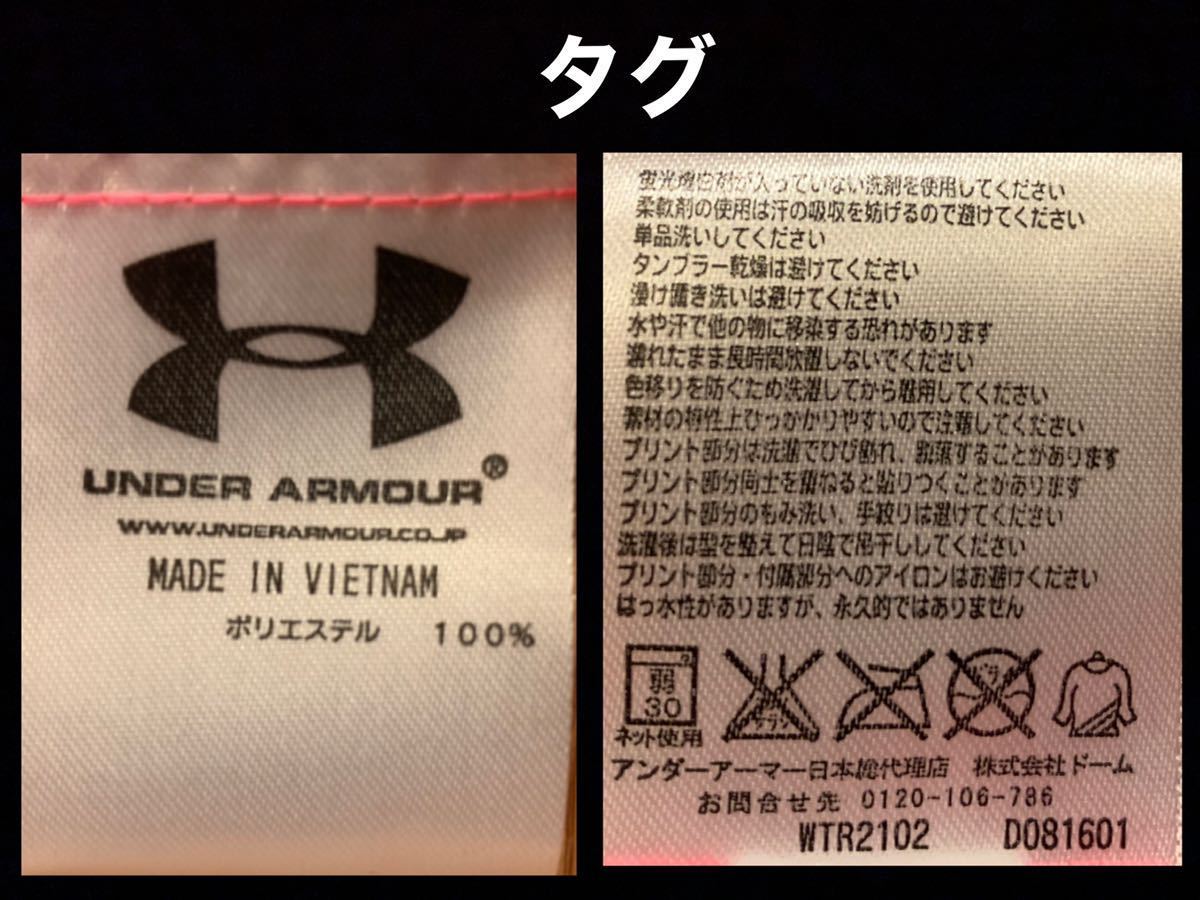 タグ
UNDER ARMOUR®
WWW.UNDERARMOUR.CO.JP
MADE IN VIETNAM
ポリエステル 100%
蛍光増白剤が入っていない洗剤を使用してください
柔軟剤の使用は汗の吸収を妨げるので避けてください
単品洗いしてください
タンブラー乾燥は避けてください
漬け置き洗いは避けてください
水や汗で他の物に移染する恐れがあります
濡れたまま長時間放置しないでください
色移りを防ぐため洗濯してから着用してください
素材の特性上ひっかかりやすいので注意してください
プリント部分は洗濯でひび割れ、脱落することがあります
プリント部分同士を重ねると貼りつくことがあります
プリント部分のもみ洗い、手絞りは避けてください
洗濯後は型を整えて日陰で吊干ししてください
プリント部分・付属部分へのアイロンはお避けください
はっ水性がありますが、永久的ではありません
弱
30
エンソ
サラシ
ドライ
ネット使用
アンダーアーマー日本総代理店 株式会社ドーム
お問合せ先 0120-106-786
WTR2102 D081601